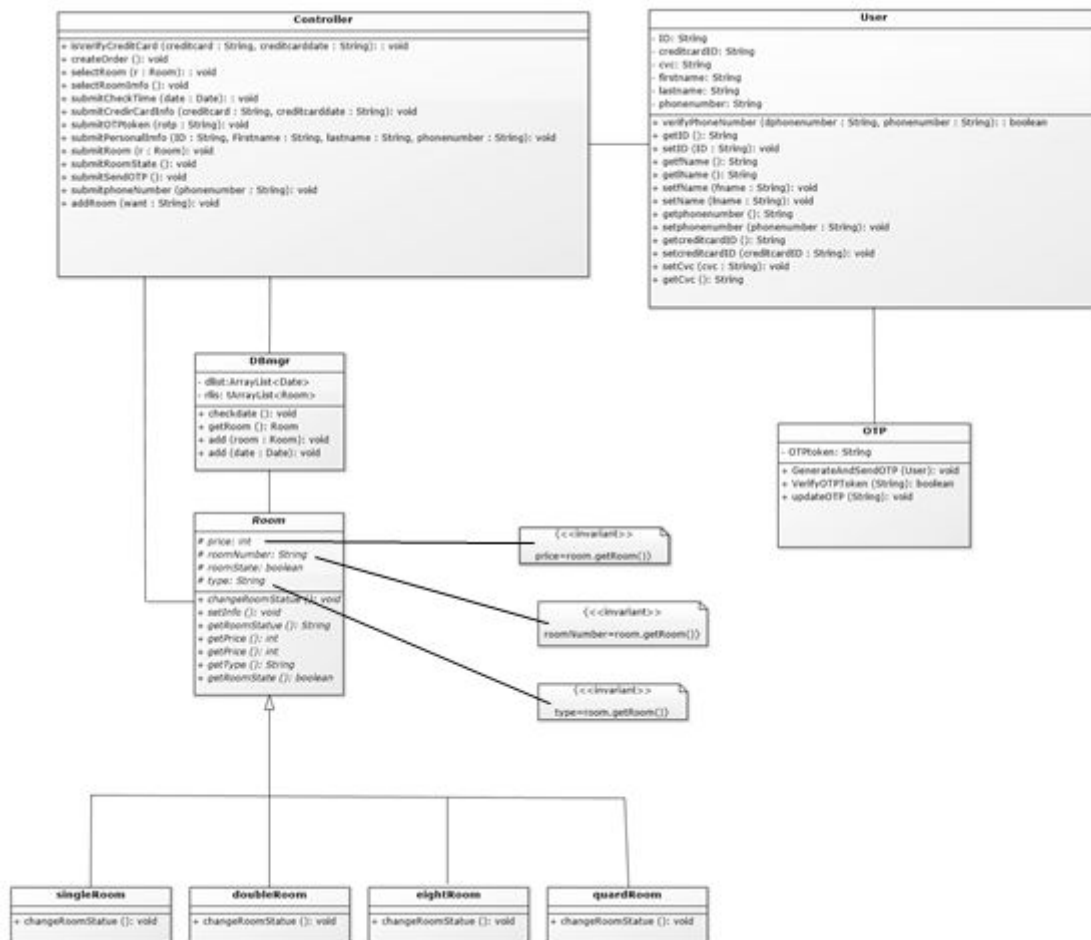 Controller
+ isVerifyCreditCard (creditcard : String, creditcarddate : String): : void
+ createOrder (): void
+ selectRoom (r : Room): : void
+ selectRoomImfo (): void
+ submitCheckTime (date : Date): : void
+ submitCredirCardInfo (creditcard : String, creditcarddate : String): void
+ submitOTPtoken (rotp : String): void
+ submitPersonalImfo (ID : String, Firstname : String, lastname : String, phonenumber : String): void
+ submitRoom (r : Room): void
+ submitRoomState (): void
+ submitSendOTP (): void
+ submitphoneNumber (phonenumber : String): void
+ addRoom (want : String): void
User
- ID: String
- creditcardID: String
- cvc: String
- firstname: String
- lastname: String
- phonenumber: String
+ verifyPhoneNumber (dphonenumber : String, phonenumber : String): : boolean
+ getID (): String
+ setID (ID : String): void
+ getfName (): String
+ getlName (): String
+ setfName (fname : String): void
+ setName (lname : String): void
+ getphonenumber (): String
+ setphonenumber (phonenumber : String): void
+ getcreditcardID (): String
+ setcreditcardID (creditcardID : String): void
+ setCvc (cvc : String): void
+ getCvc (): String
DBmgr
- dlist:ArrayList<Date>
- rlis: tArrayList<Room>
+ checkdate (): void
+ getRoom (): Room
+ add (room : Room): void
+ add (date : Date): void
OTP
- OTPtoken: String
+ GenerateAndSendOTP (User): void
+ VerifyOTPToken (String): boolean
+ updateOTP (String): void
Room
# price: int
# roomNumber: String
# roomState: boolean
# type: String
+ changeRoomStatue (): void
+ setInfo (): void
+ getRoomStatue (): String
+ getPrice (): int
+ getPrice (): int
+ getType (): String
+ getRoomState (): boolean
{<<invariant>>
price=room.getRoom()}
{<<invariant>>
roomNumber=room.getRoom()}
{<<invariant>>
type=room.getRoom()}
singleRoom
+ changeRoomStatue (): void
doubleRoom
+ changeRoomStatue (): void
eightRoom
+ changeRoomStatue (): void
quardRoom
+ changeRoomStatue (): void